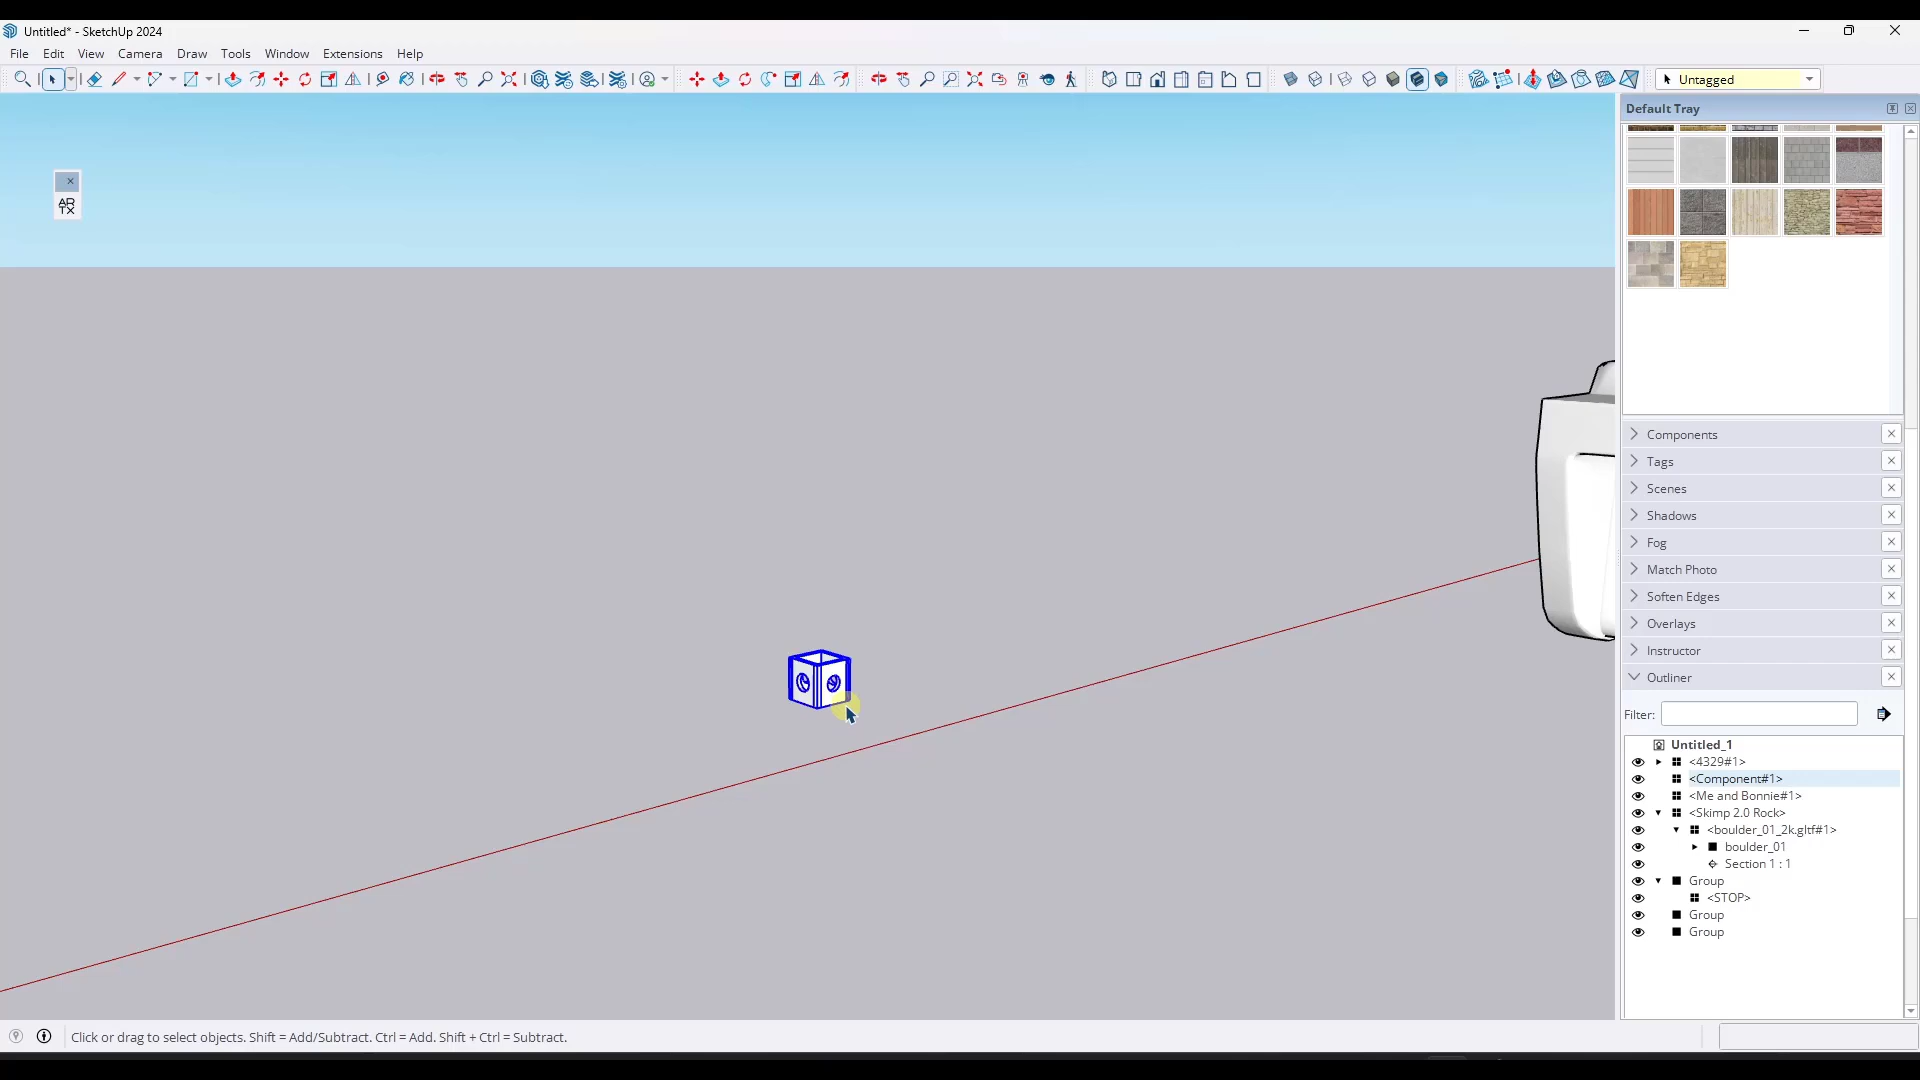 Untitled* - SketchUp 2024
File Edit View Camera Draw Tools Window Extensions Help
Untagged
Default Tray
AR
TX
Components
Tags
Scenes
Shadows
Fog
Match Photo
Soften Edges
Overlays
Instructor
Outliner
Filter:
Untitled_1
<4329#1>
<Component#1>
<Me and Bonnie#1>
<Skimp 2.0 Rock>
<boulder_01_2k.gltf#1>
boulder_01
Section 1 : 1
Group
<STOP>
Group
Group
Click or drag to select objects. Shift = Add/Subtract. Ctrl = Add. Shift + Ctrl = Subtract.